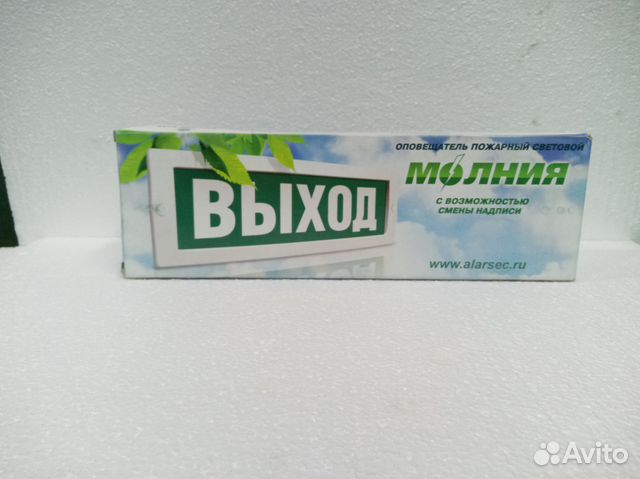 ОПОВЕЩАТЕЛЬ ПОЖАРНЫЙ СВЕТОВОЙ
МОЛНИЯ
С ВОЗМОЖНОСТЬЮ
СМЕНЫ НАДПИСИ
ВЫХОД
www.alarsec.ru
Avito